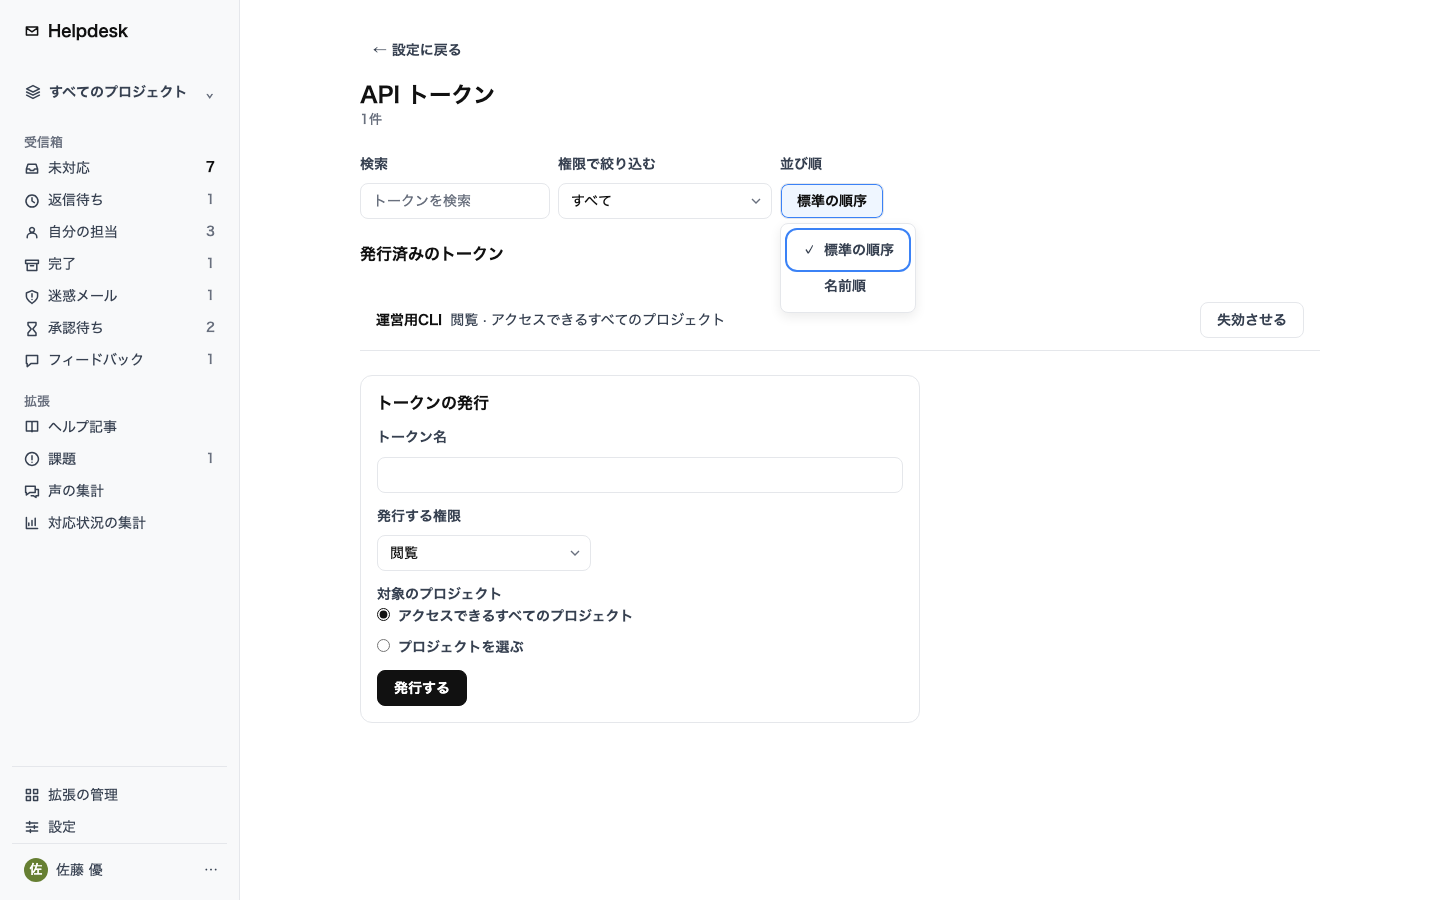 Helpdesk
すべてのプロジェクト
受信箱
未対応 7
返信待ち 1
自分の担当 3
完了 1
迷惑メール 1
承認待ち 2
フィードバック 1
拡張
ヘルプ記事
課題 1
声の集計
対応状況の集計
拡張の管理
設定
佐 佐藤 優 …
← 設定に戻る
API トークン
1件
検索 権限で絞り込む 並び順
トークンを検索 すべて 標準の順序
✓ 標準の順序
名前順
発行済みのトークン
運営用CLI 閲覧 · アクセスできるすべてのプロジェクト 失効させる
トークンの発行
トークン名
発行する権限
閲覧
対象のプロジェクト
アクセスできるすべてのプロジェクト
プロジェクトを選ぶ
発行する